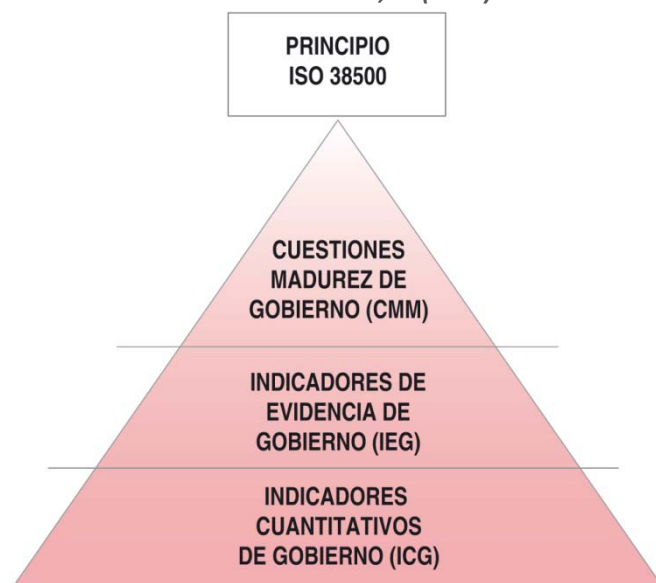 PRINCIPIO
ISO 38500
CUESTIONES
MADUREZ DE
GOBIERNO (CMM)
INDICADORES DE
EVIDENCIA DE
GOBIERNO (IEG)
INDICADORES
CUANTITATIVOS
DE GOBIERNO (ICG)